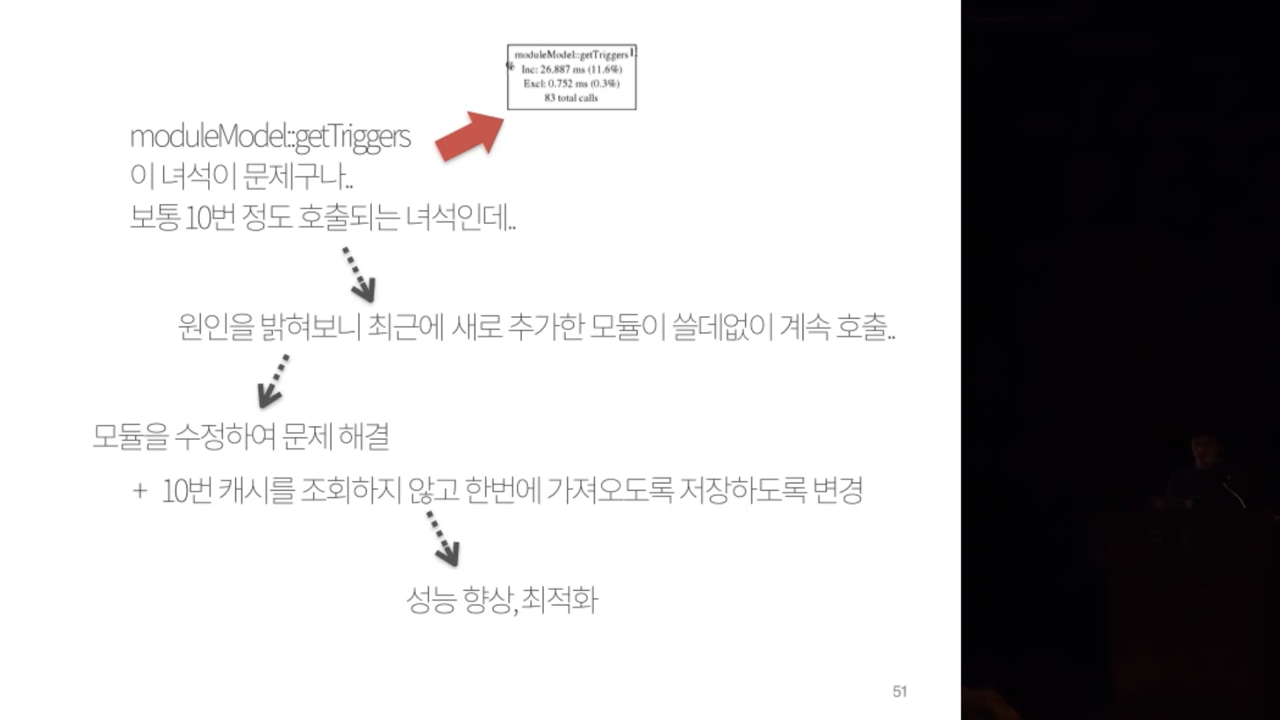 moduleModel::getTriggers
Inc: 26.887 ms (11.6%)
Excl: 0.752 ms (0.3%)
83 total calls
moduleModel::getTriggers
이 녀석이 문제구나..
보통 10번 정도 호출되는 녀석인데..
원인을 밝혀보니 최근에 새로 추가한 모듈이 쓸데없이 계속 호출..
모듈을 수정하여 문제 해결
+ 10번 캐시를 조회하지 않고 한번에 가져오도록 저장하도록 변경
성능 향상, 최적화
51